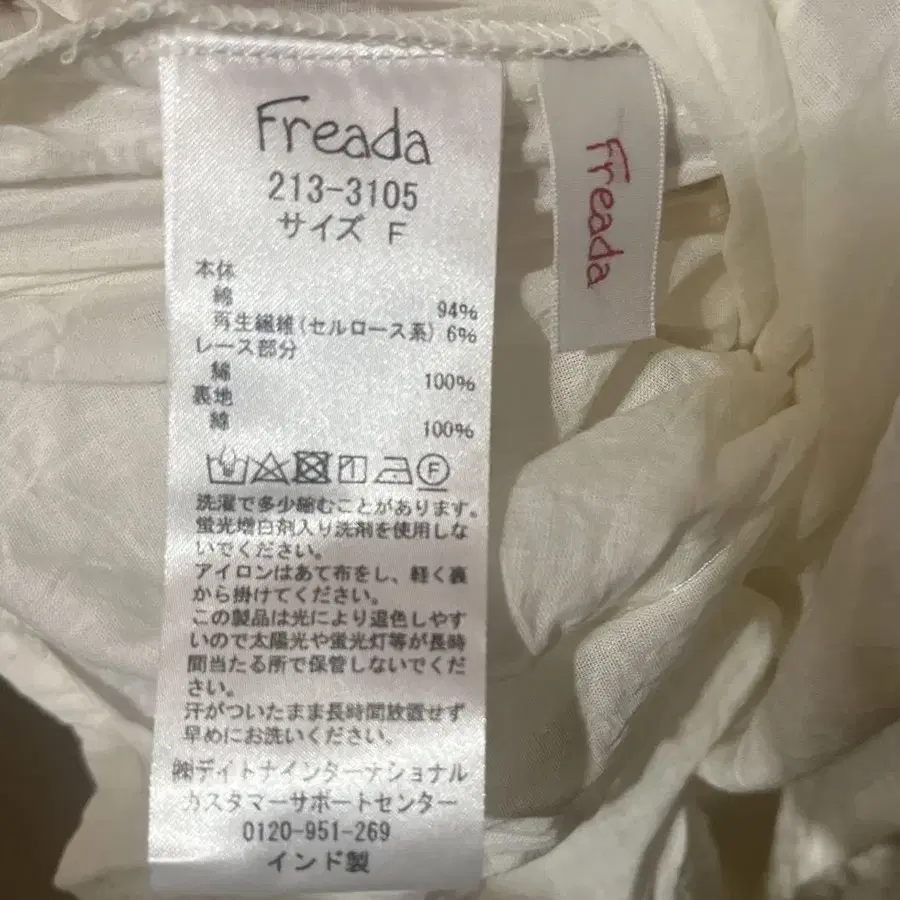 Freada
213-3105
サイズ F
本体
綿 94%
再生繊維(セルロース系) 6%
レース部分
綿 100%
裏地
綿 100%
F
洗濯で多少縮むことがあります。
蛍光増白剤入り洗剤を使用しな
いでください。
アイロンはあて布をし、軽く裏
から掛けてください。
この製品は光により退色しやす
いので太陽光や蛍光灯等が長時
間当たる所で保管しないでくだ
さい。
汗がついたまま長時間放置せず
早めにお洗いください。
㈱デイトナインターナショナル
カスタマーサポートセンター
0120-951-269
インド製
Freada